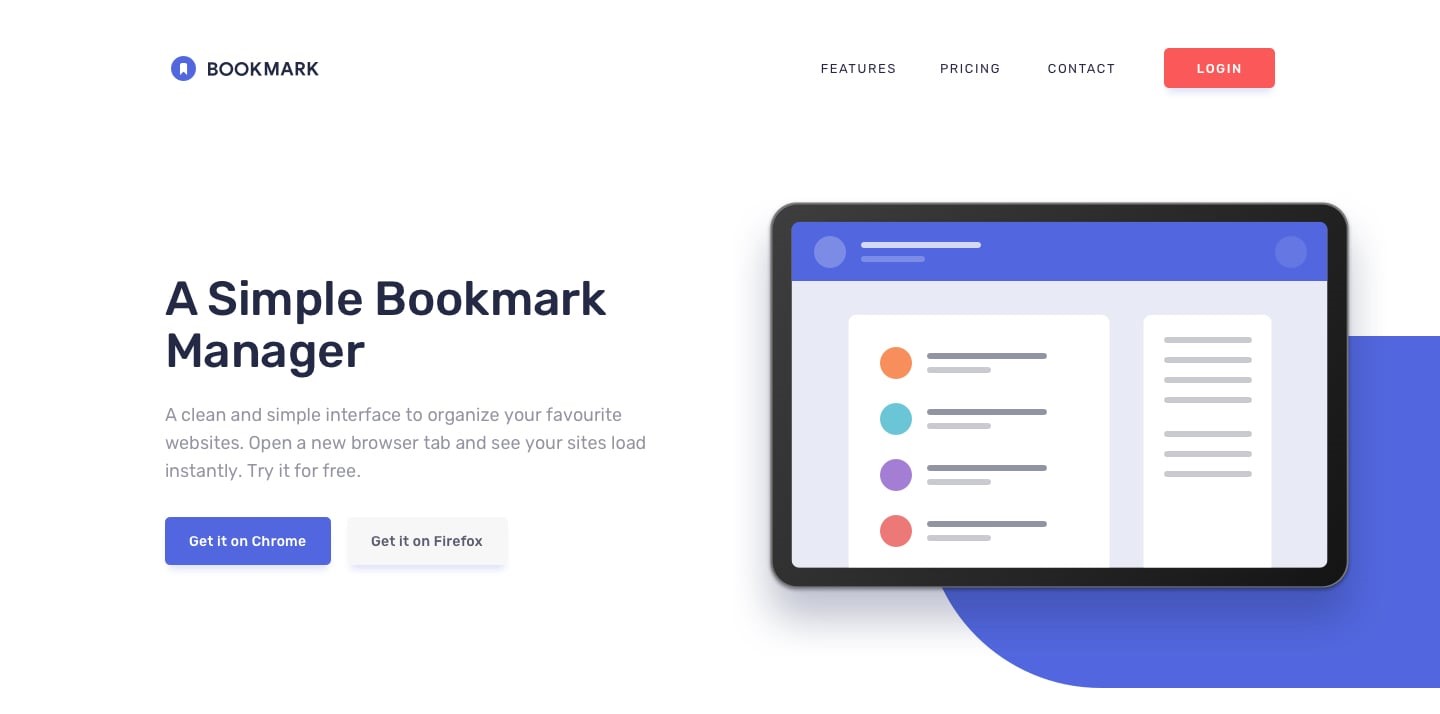 BOOKMARK
FEATURES
PRICING
CONTACT
LOGIN
A Simple Bookmark
Manager
A clean and simple interface to organize your favourite
websites. Open a new browser tab and see your sites load
instantly. Try it for free.
Get it on Chrome
Get it on Firefox